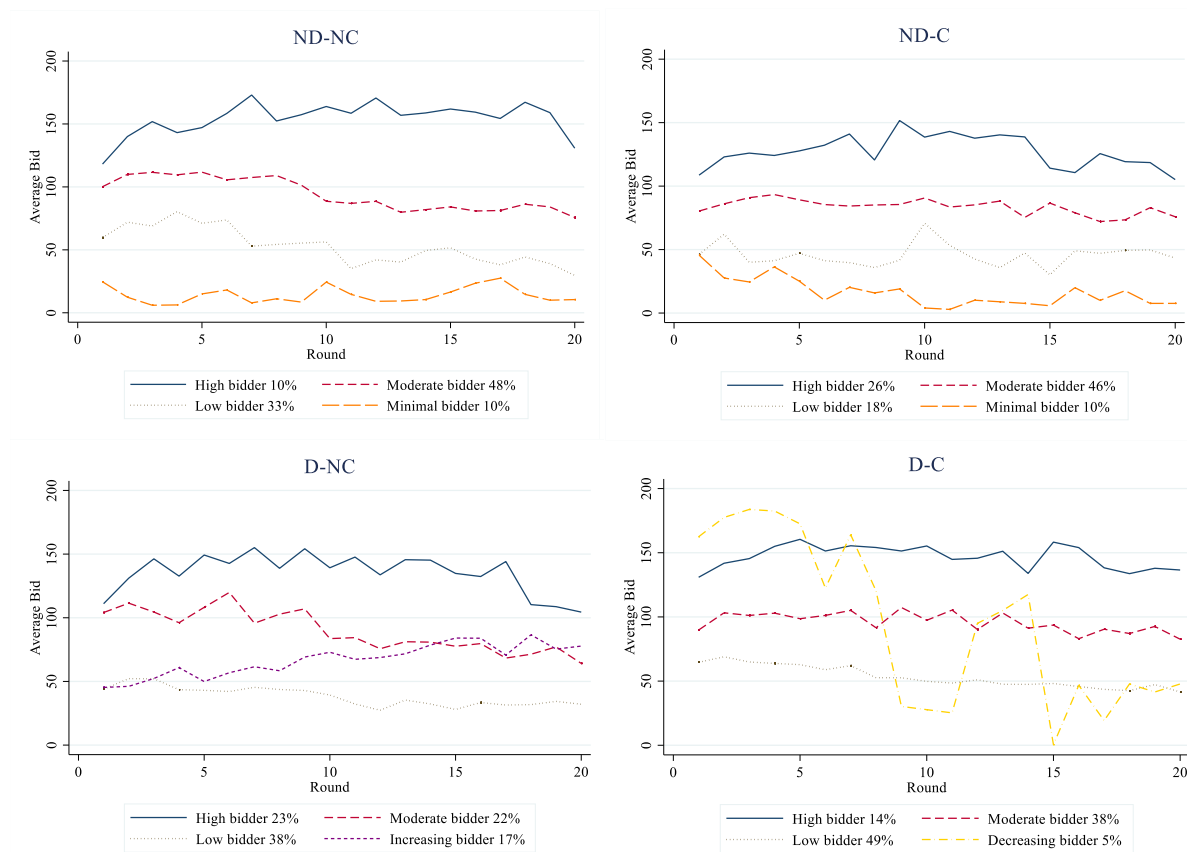 ND-NC
200
150
100
50
0
Average Bid
0 5 10 15 20
Round
High bidder 10% Moderate bidder 48%
Low bidder 33% Minimal bidder 10%
ND-C
200
150
100
50
0
Average Bid
0 5 10 15 20
Round
High bidder 26% Moderate bidder 46%
Low bidder 18% Minimal bidder 10%
D-NC
200
150
100
50
0
Average Bid
0 5 10 15 20
Round
High bidder 23% Moderate bidder 22%
Low bidder 38% Increasing bidder 17%
D-C
200
150
100
50
0
Average Bid
0 5 10 15 20
Round
High bidder 14% Moderate bidder 38%
Low bidder 49% Decreasing bidder 5%